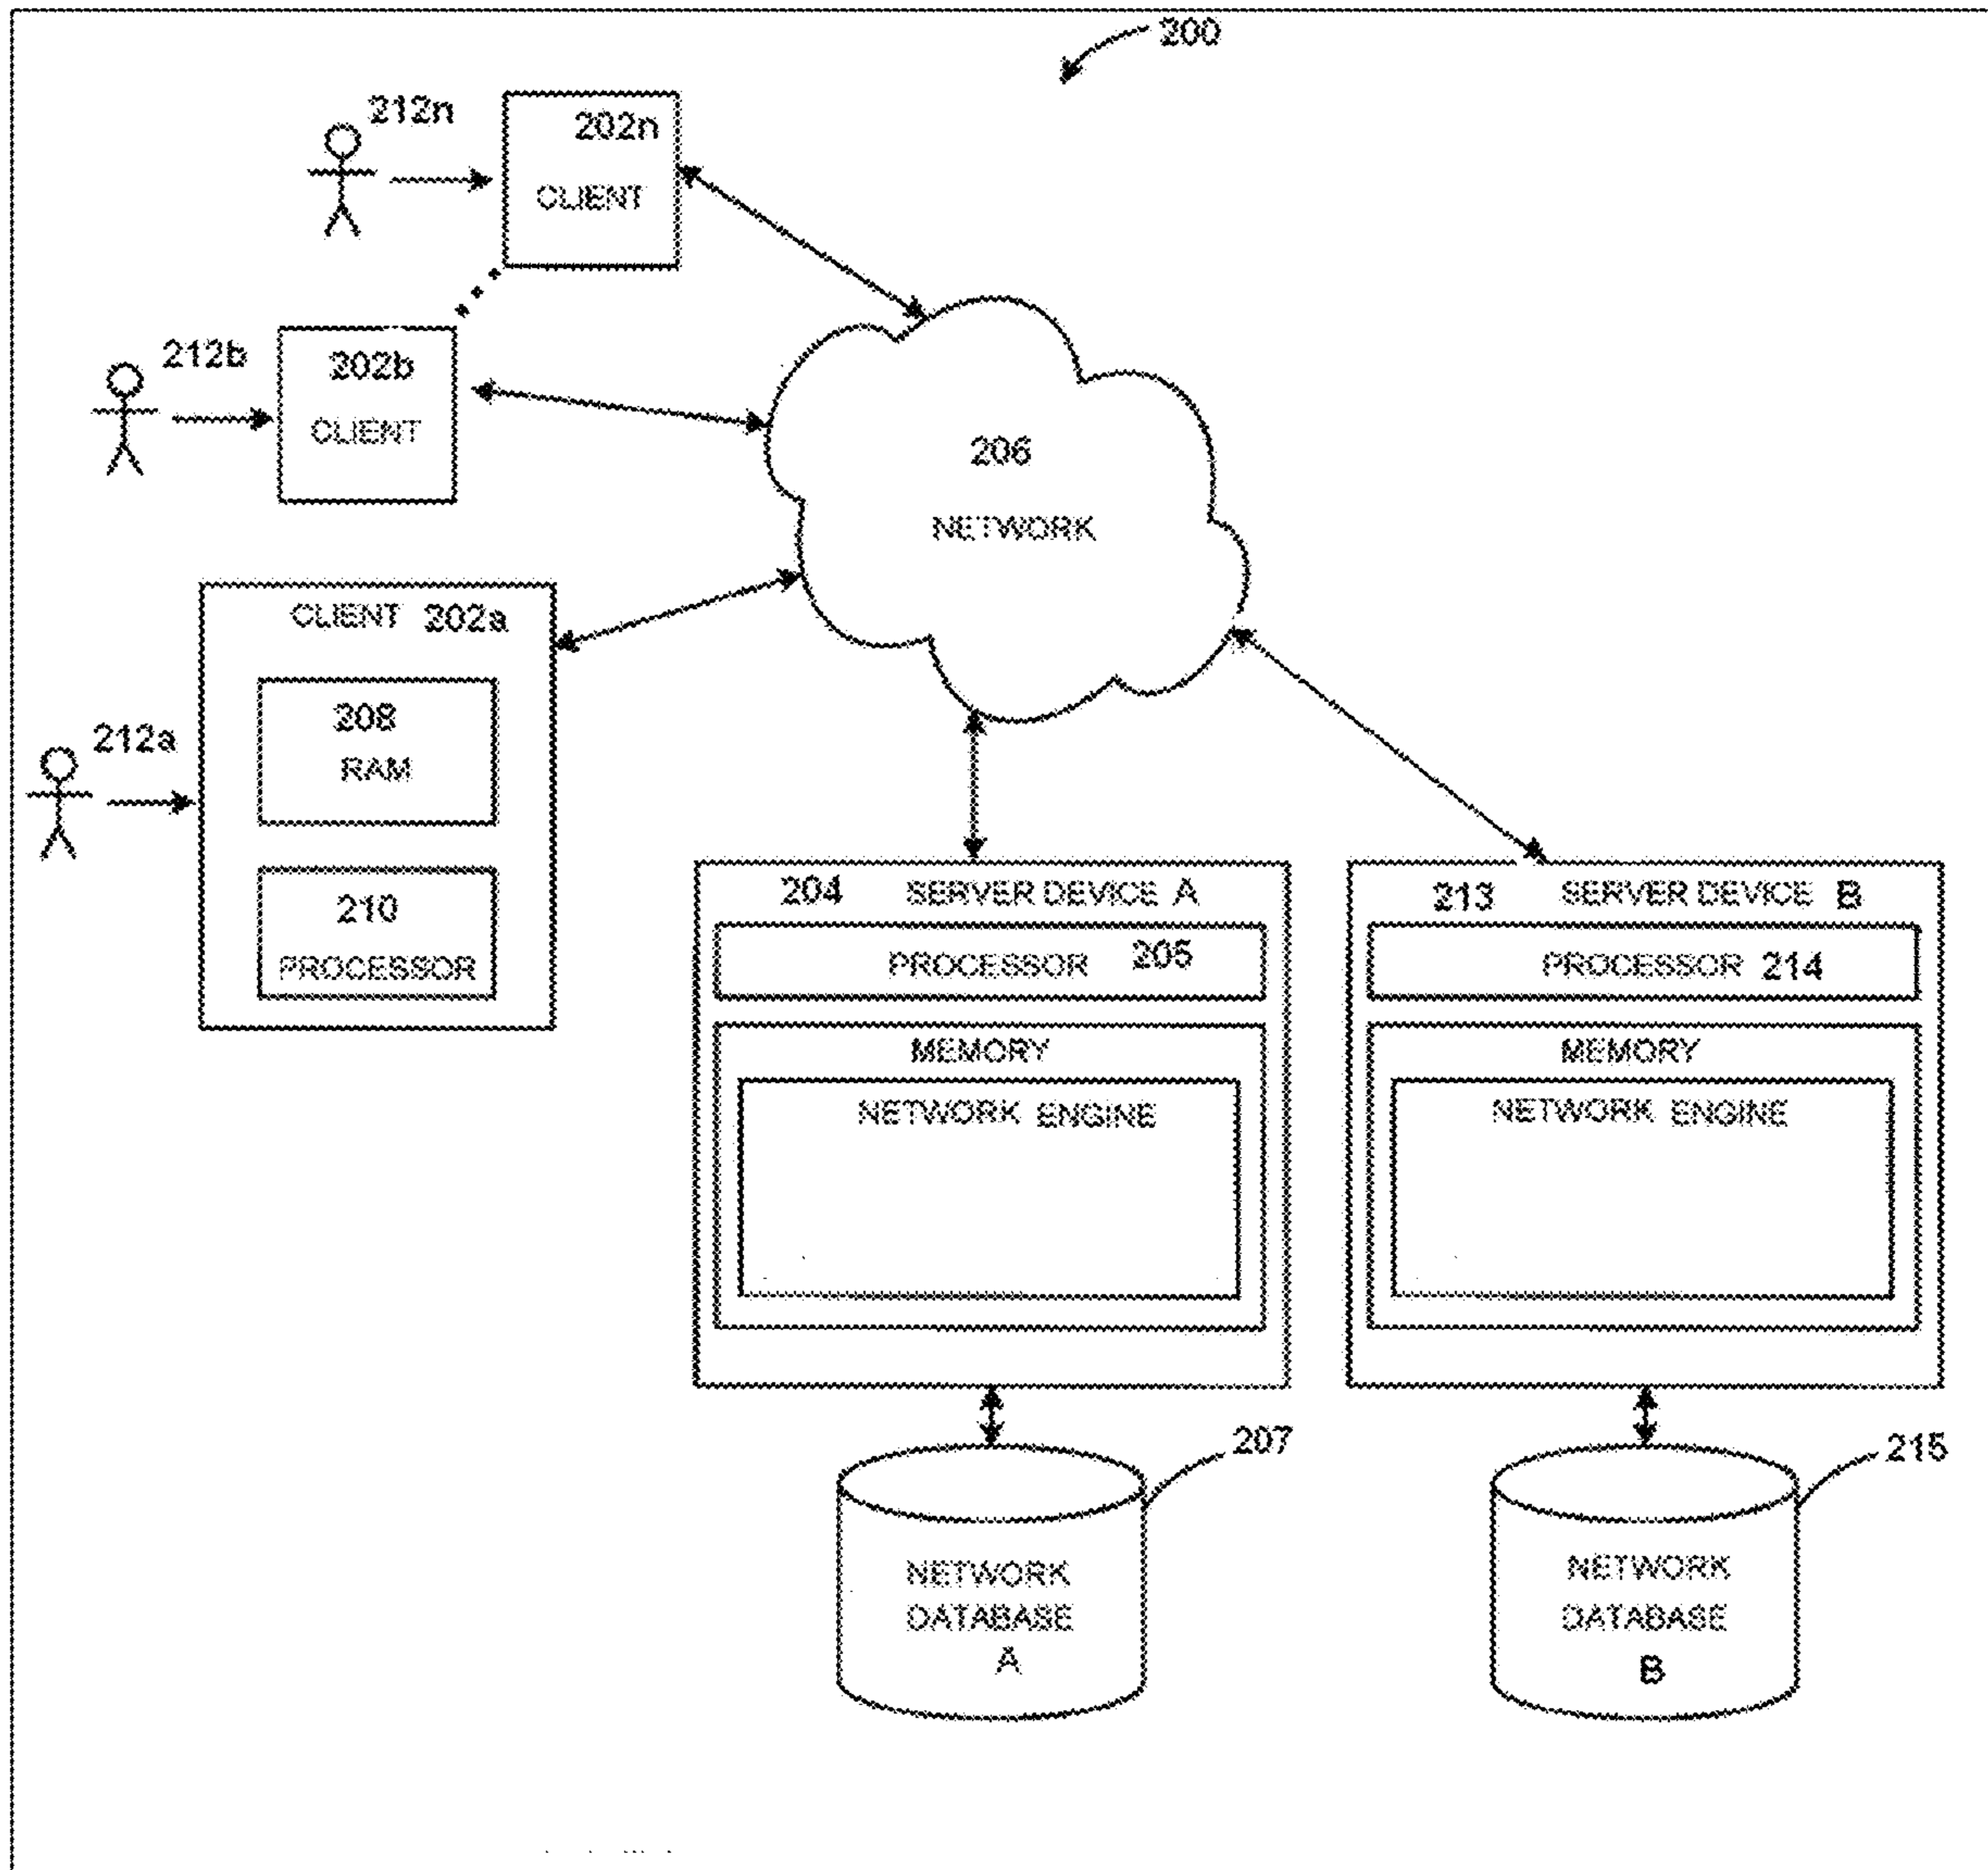 200
212n
202n
CLIENT
212b
202b
CLIENT
206
NETWORK
CLIENT 202a
208
RAM
212a
210
PROCESSOR
204 SERVER DEVICE A
PROCESSOR 205
MEMORY
NETWORK ENGINE
213 SERVER DEVICE B
PROCESSOR 214
MEMORY
NETWORK ENGINE
207
NETWORK
DATABASE
A
215
NETWORK
DATABASE
B